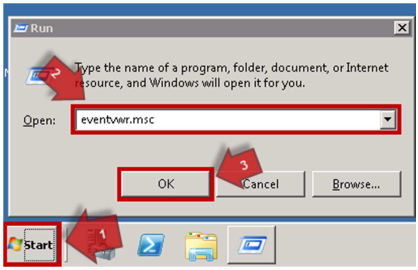 Run
Type the name of a program, folder, document, or Internet
resource, and Windows will open it for you.
2
Open:
eventvwr.msc
3
OK
Cancel
Browse...
1
Start